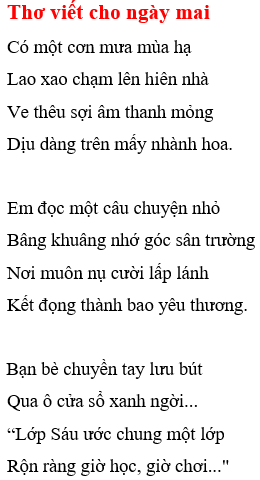 Thơ viết cho ngày mai
Có một cơn mưa mùa hạ
Lao xao chạm lên hiên nhà
Ve thêu sợi âm thanh mỏng
Dịu dàng trên mấy nhành hoa.
Em đọc một câu chuyện nhỏ
Bâng khuâng nhớ góc sân trường
Nơi muôn nụ cười lấp lánh
Kết đọng thành bao yêu thương.
Bạn bè chuyền tay lưu bút
Qua ô cửa sổ xanh ngời...
“Lớp Sáu ước chung một lớp
Rộn ràng giờ học, giờ chơi..."